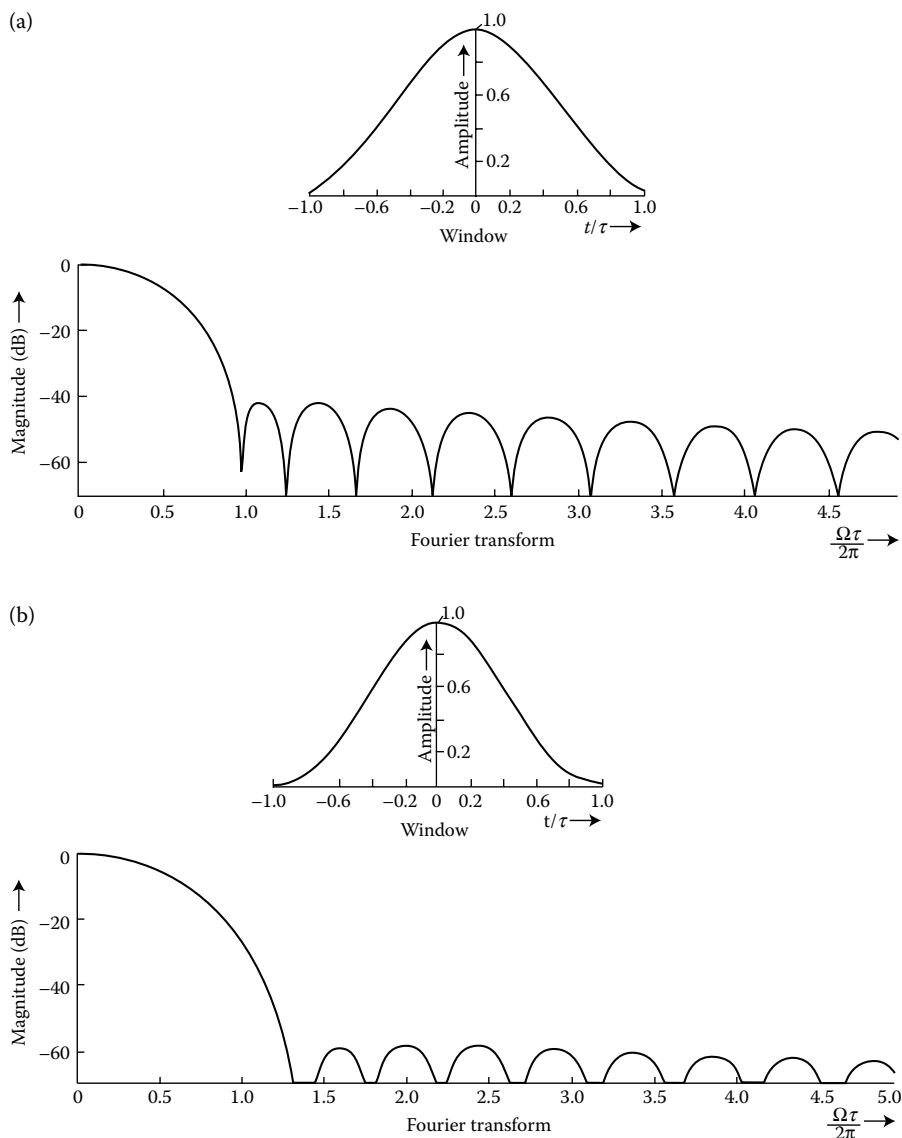 (a)
1.0
Amplitude
0.6
0.2
−1.0 −0.6 −0.2 0 0.2 0.6 1.0
Window t/τ
0
−20
−40
−60
Magnitude (dB)
0 0.5 1.0 1.5 2.0 2.5 3.0 3.5 4.0 4.5
Fourier transform Ωτ/2π
(b)
1.0
Amplitude
0.6
0.2
−1.0 −0.6 −0.2 0 0.2 0.6 1.0
Window t/τ
0
−20
−40
−60
Magnitude (dB)
0 0.5 1.0 1.5 2.0 2.5 3.0 3.5 4.0 4.5 5.0
Fourier transform Ωτ/2π